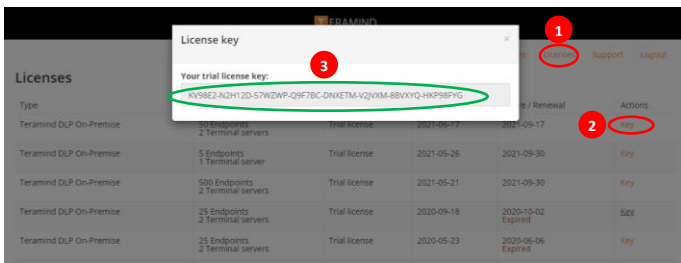 TERAMIND
1
License key
×
Licenses Support Logout
Licenses
3
Your trial license key:
KV98E2-N2H12D-57WZWP-Q9F7BC-DNXETM-V2JVXM-8BVXYQ-HKP98FYG
Type
/ Renewal
Actions
2
Teramind DLP On-Premise 50 Endpoints Trial license 2021-06-17 2021-09-17 Key
2 Terminal servers
Teramind DLP On-Premise 5 Endpoints Trial license 2021-05-26 2021-09-30 Key
1 Terminal server
Teramind DLP On-Premise 500 Endpoints Trial license 2021-05-21 2021-09-30 Key
2 Terminal servers
Teramind DLP On-Premise 25 Endpoints Trial license 2020-09-18 2020-10-02 Key
2 Terminal servers Expired
Teramind DLP On-Premise 25 Endpoints Trial license 2020-05-23 2020-06-06 Key
2 Terminal servers Expired